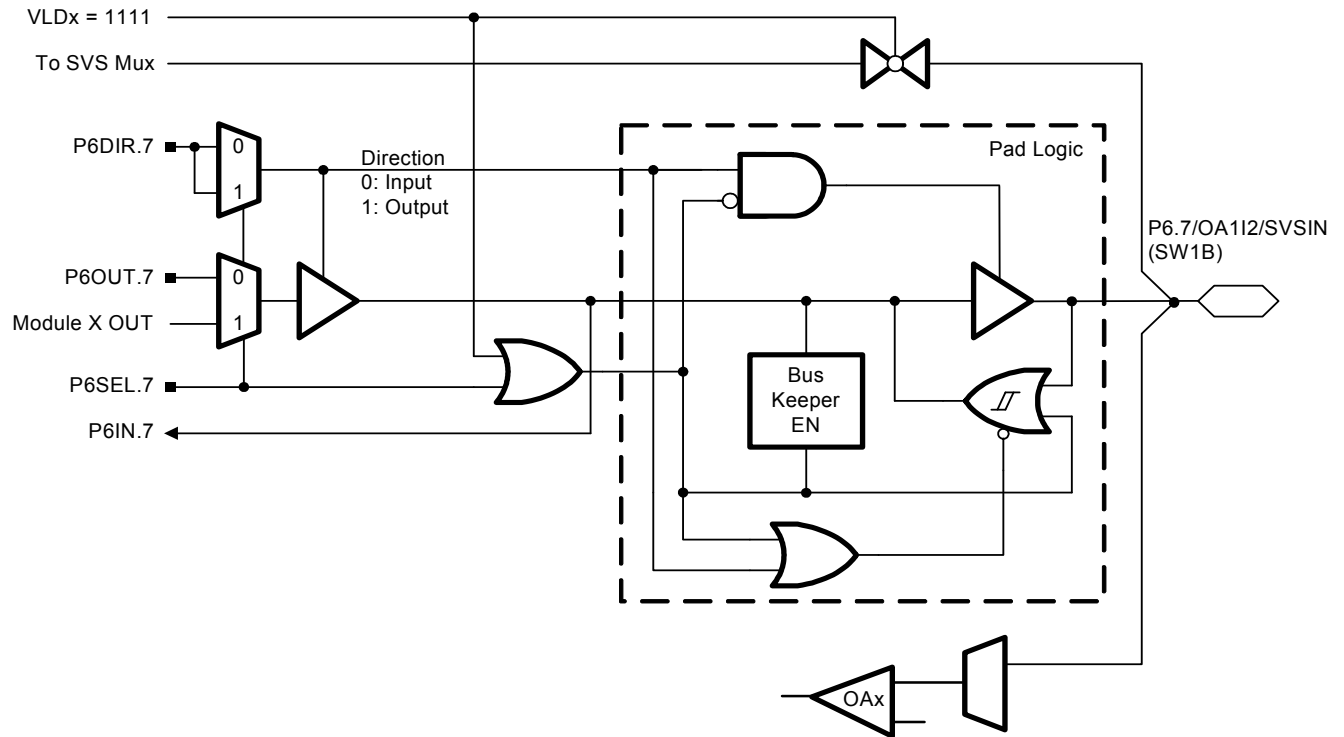 VLDx = 1111
To SVS Mux
P6DIR.7
0
1
Direction
0: Input
1: Output
Pad Logic
P6.7/OA1I2/SVSIN
(SW1B)
P6OUT.7
0
Module X OUT
1
P6SEL.7
P6IN.7
Bus
Keeper
EN
OAx